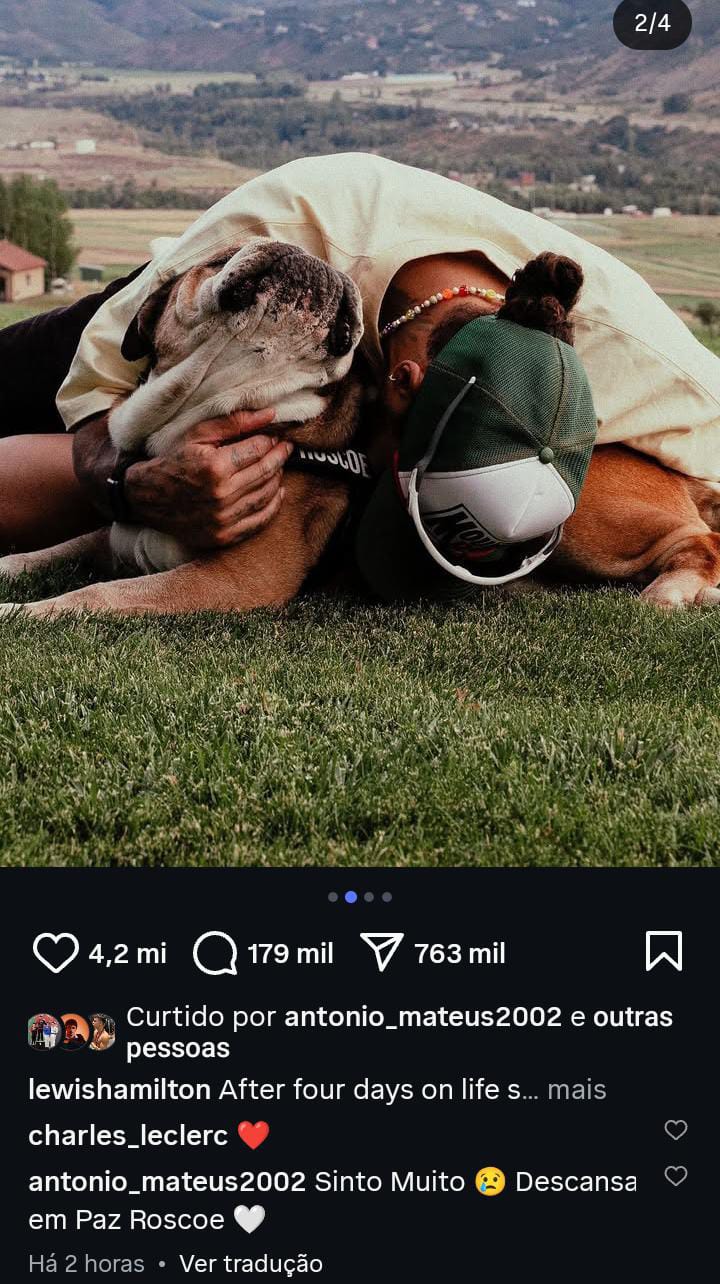 2/4
ROSCOE
4,2 mi 179 mil 763 mil
Curtido por antonio_mateus2002 e outras
pessoas
lewishamilton After four days on life s... mais
charles_leclerc ❤️
antonio_mateus2002 Sinto Muito 😢 Descansa
em Paz Roscoe 🤍
Há 2 horas • Ver tradução